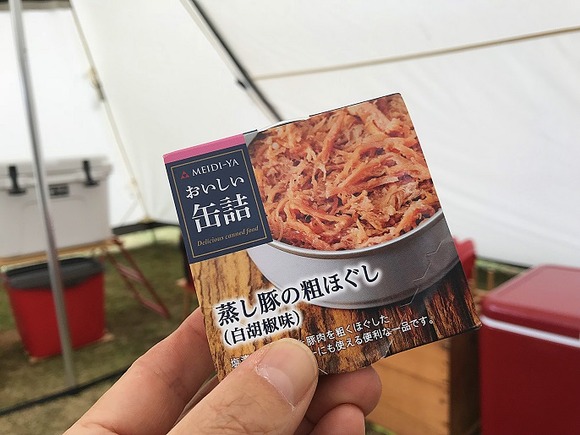 MEIDI-YA
おいしい
缶詰
Delicious canned food
蒸し豚の粗ほぐし
（白胡椒味）
豚肉を粗くほぐした
にも使える便利な一品です。